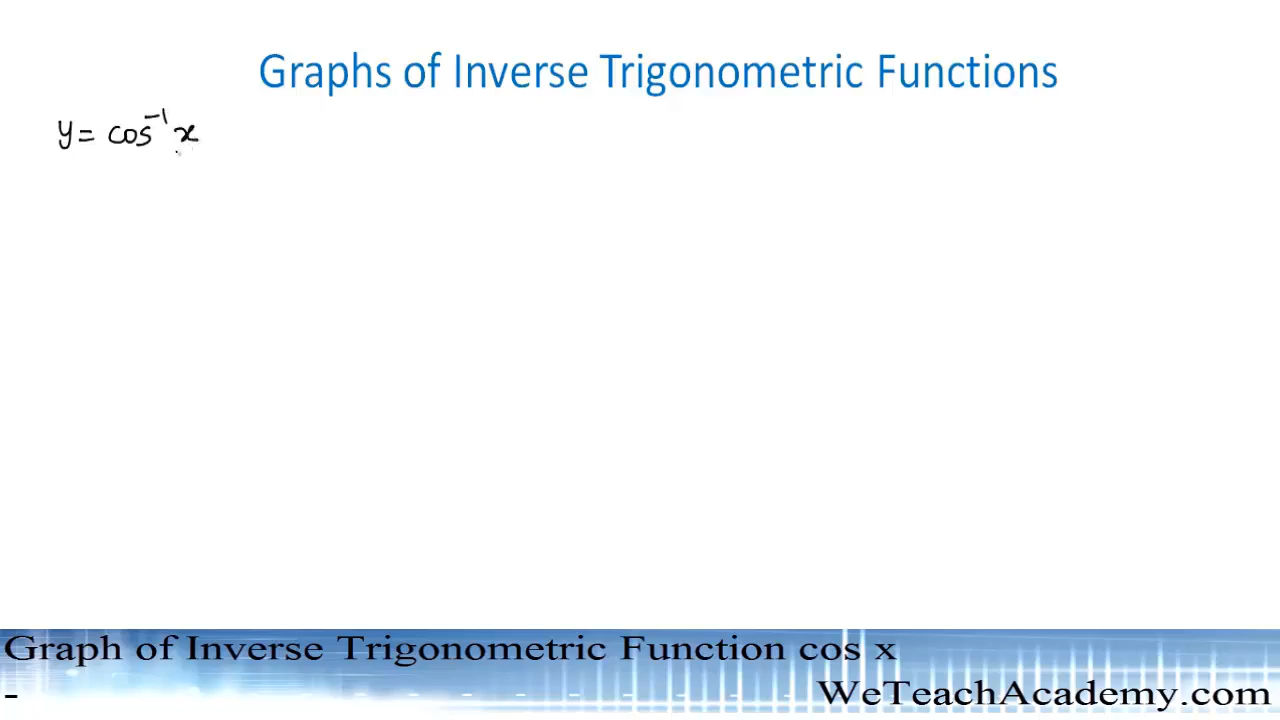 Graphs of Inverse Trigonometric Functions
y = cos⁻¹ x
Graph of Inverse Trigonometric Function cos x
-
WeTeachAcademy.com